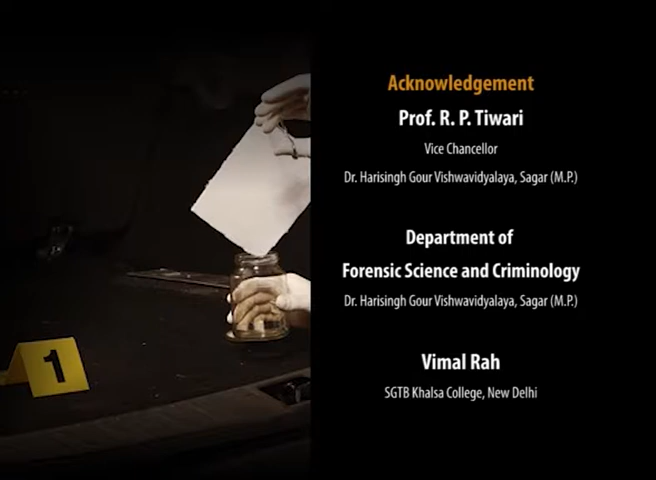 Acknowledgement
Prof. R. P. Tiwari
Vice Chancellor
Dr. Harisingh Gour Vishwavidyalaya, Sagar (M.P.)
Department of
Forensic Science and Criminology
Dr. Harisingh Gour Vishwavidyalaya, Sagar (M.P.)
Vimal Rah
SGTB Khalsa College, New Delhi
1